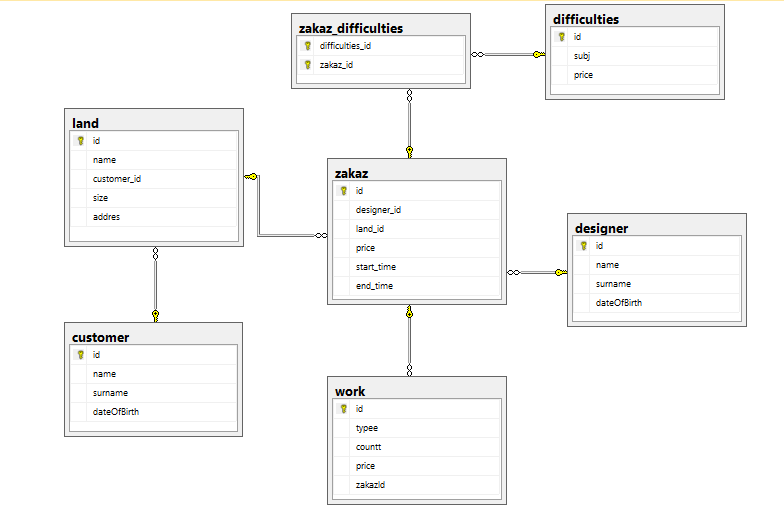 zakaz_difficulties
difficulties_id
zakaz_id
difficulties
id
subj
price
land
id
name
customer_id
size
addres
zakaz
id
designer_id
land_id
price
start_time
end_time
designer
id
name
surname
dateOfBirth
customer
id
name
surname
dateOfBirth
work
id
typee
countt
price
zakazId